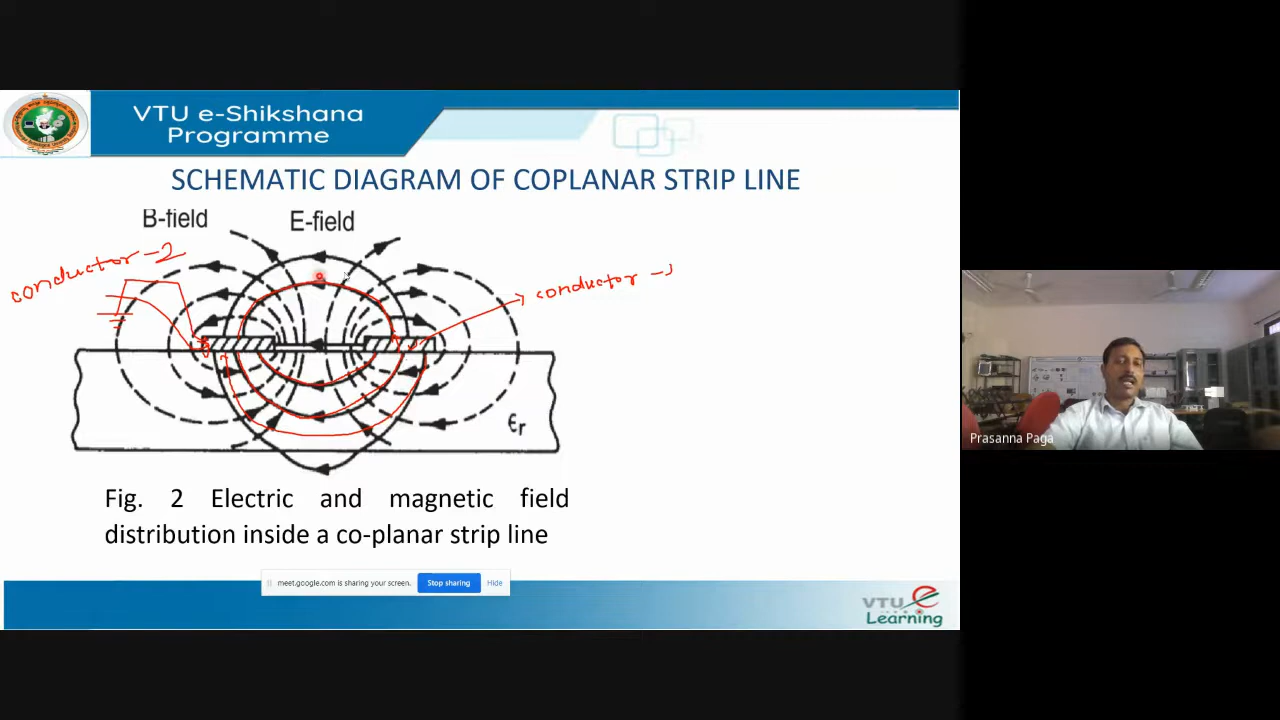 VTU e-Shikshana
Programme
SCHEMATIC DIAGRAM OF COPLANAR STRIP LINE
B-field E-field
conductor - 2
conductor -
εr
Fig. 2 Electric and magnetic field
distribution inside a co-planar strip line
Prasanna Paga
meet.google.com is sharing your screen. Stop sharing Hide
VTU e
Learning